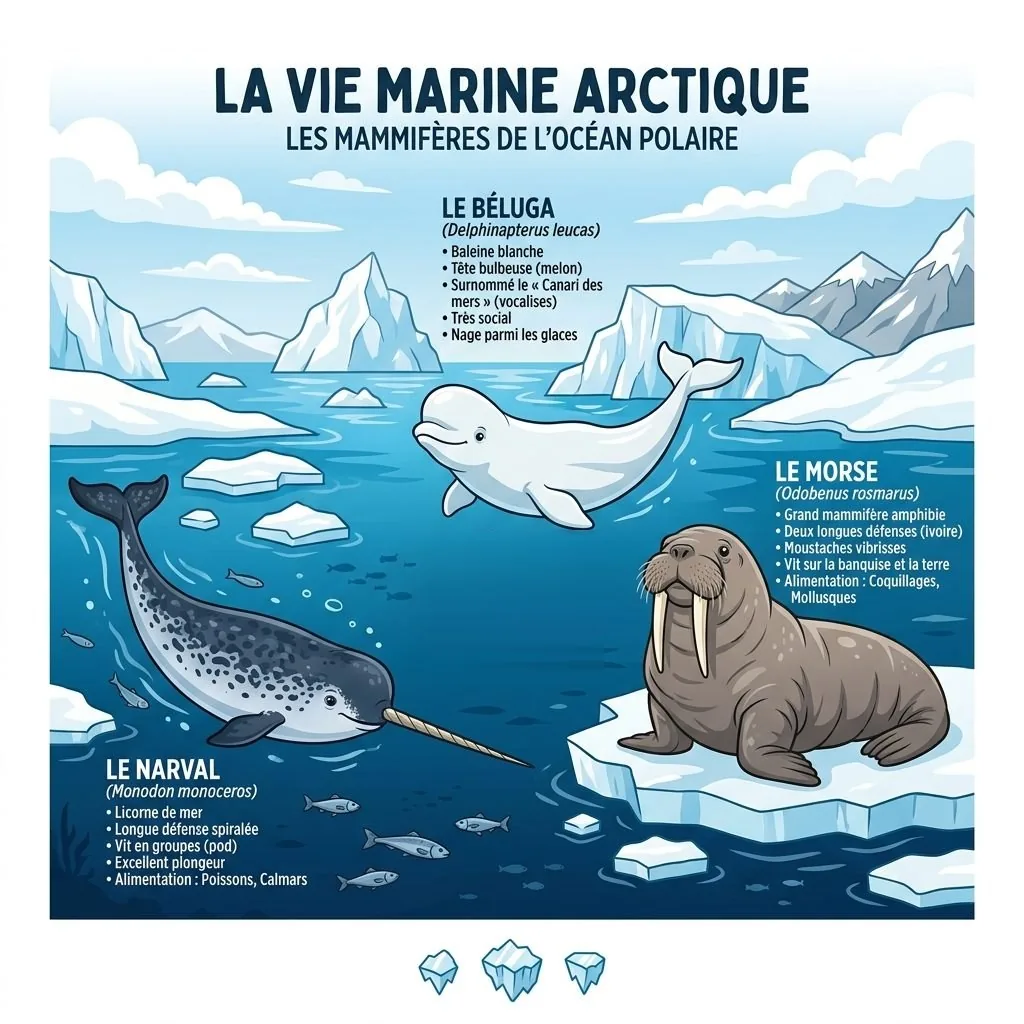 LA VIE MARINE ARCTIQUE
LES MAMMIFÈRES DE L'OCÉAN POLAIRE
LE BÉLUGA
(Delphinapterus leucas)
• Baleine blanche
• Tête bulbeuse (melon)
• Surnommé le « Canari des
mers » (vocalises)
• Très social
• Nage parmi les glaces
LE MORSE
(Odobenus rosmarus)
• Grand mammifère amphibie
• Deux longues défenses (ivoire)
• Moustaches vibrisses
• Vit sur la banquise et la terre
• Alimentation : Coquillages,
Mollusques
LE NARVAL
(Monodon monoceros)
• Licorne de mer
• Longue défense spiralée
• Vit en groupes (pod)
• Excellent plongeur
• Alimentation : Poissons, Calmars